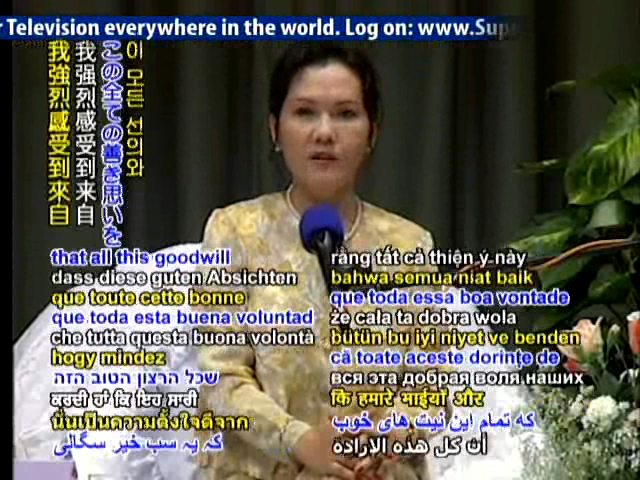 r Television everywhere in the world. Log on: www.Sup
我強烈感受到來自
我强烈感受到来自
この全ての善き思いを
이 모든 선의와
that all this goodwill
dass diese guten Absichten
que toute cette bonne
que toda esta buena voluntad
che tutta questa buona volontà
hogy mindez
שכל הרצון הטוב הזה
ਕਰਦੀ ਹਾਂ ਕਿ ਇਹ ਸਾਰੀ
นั้นเป็นความตั้งใจดีจาก
کہ یہ سب خیر سگالی
rằng tất cả thiện ý này
bahwa semua niat baik
que toda essa boa vontade
że cała ta dobra wola
bütün bu iyi niyet ve benden
că toate aceste dorinţe de
вся эта добрая воля наших
कि हमारे भाईयों और
که تمام این نیت های خوب
أن كل هذه الإرادة